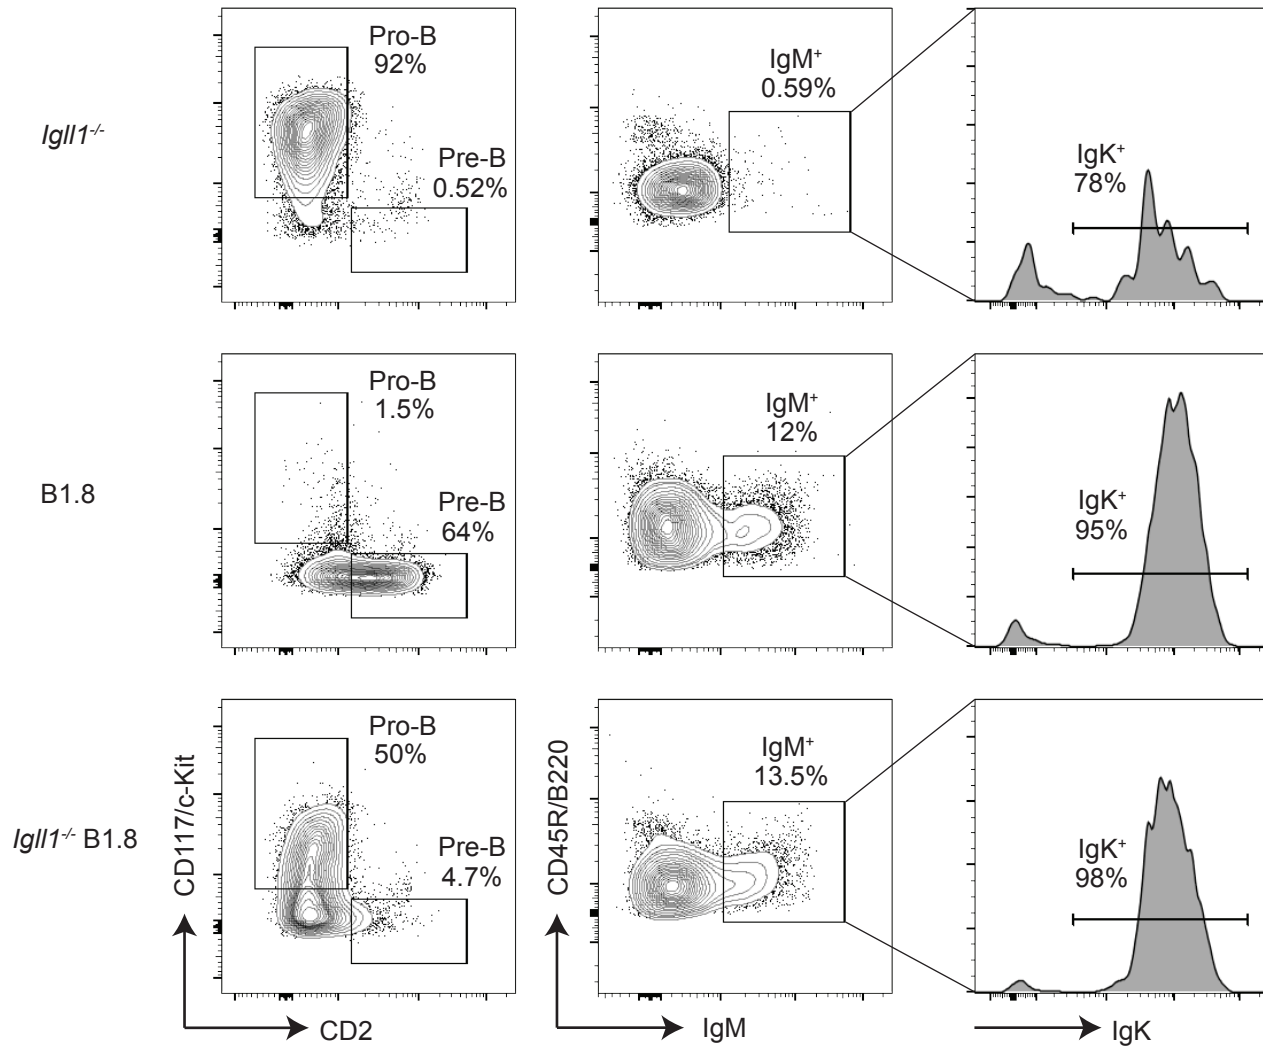 Igll1-/-
Pro-B
92%
Pre-B
0.52%
IgM+
0.59%
IgK+
78%
B1.8
Pro-B
1.5%
Pre-B
64%
IgM+
12%
IgK+
95%
Igll1-/- B1.8
CD117/c-Kit
Pro-B
50%
Pre-B
4.7%
CD2
CD45R/B220
IgM+
13.5%
IgM
IgK+
98%
IgK